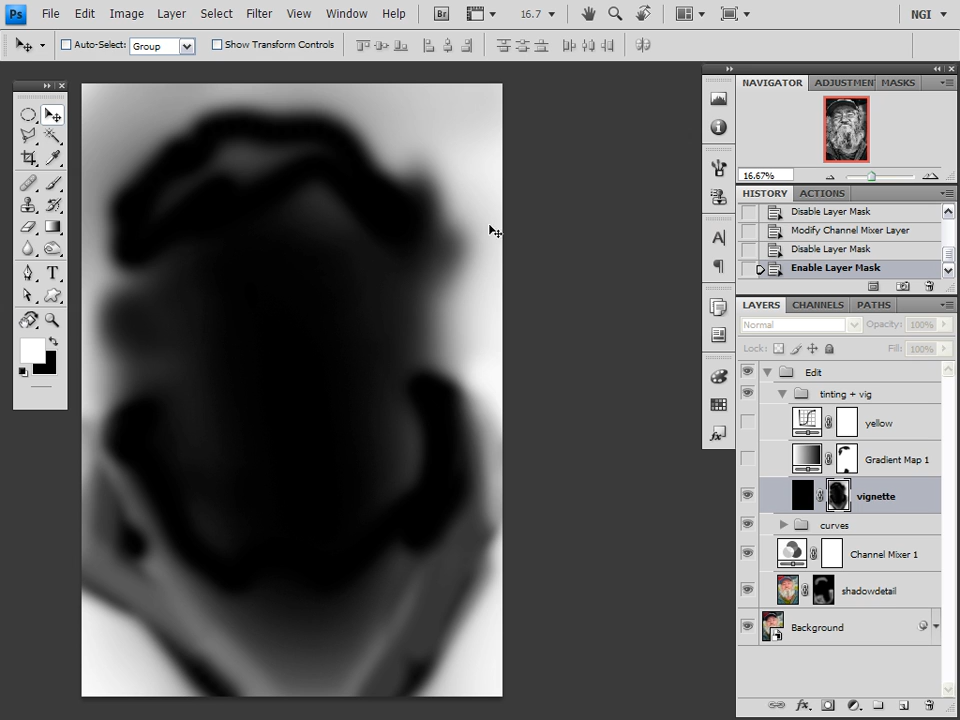 Ps File Edit Image Layer Select Filter View Window Help Br 16.7 NGI
Auto-Select: Group Show Transform Controls
NAVIGATOR ADJUSTMEN MASKS
16.67%
HISTORY ACTIONS
Disable Layer Mask
Modify Channel Mixer Layer
Disable Layer Mask
Enable Layer Mask
LAYERS CHANNELS PATHS
Normal Opacity: 100%
Lock: Fill: 100%
Edit
tinting + vig
yellow
Gradient Map 1
vignette
curves
Channel Mixer 1
shadowdetail
Background